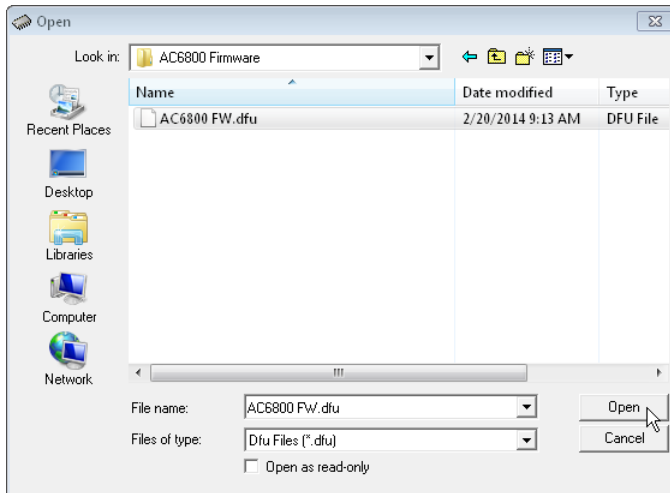 Open
Look in:
AC6800 Firmware
Name
Date modified
Type
AC6800 FW.dfu
2/20/2014 9:13 AM
DFU File
Recent Places
Desktop
Libraries
Computer
Network
File name:
AC6800 FW.dfu
Open
Files of type:
Dfu Files (*.dfu)
Cancel
Open as read-only